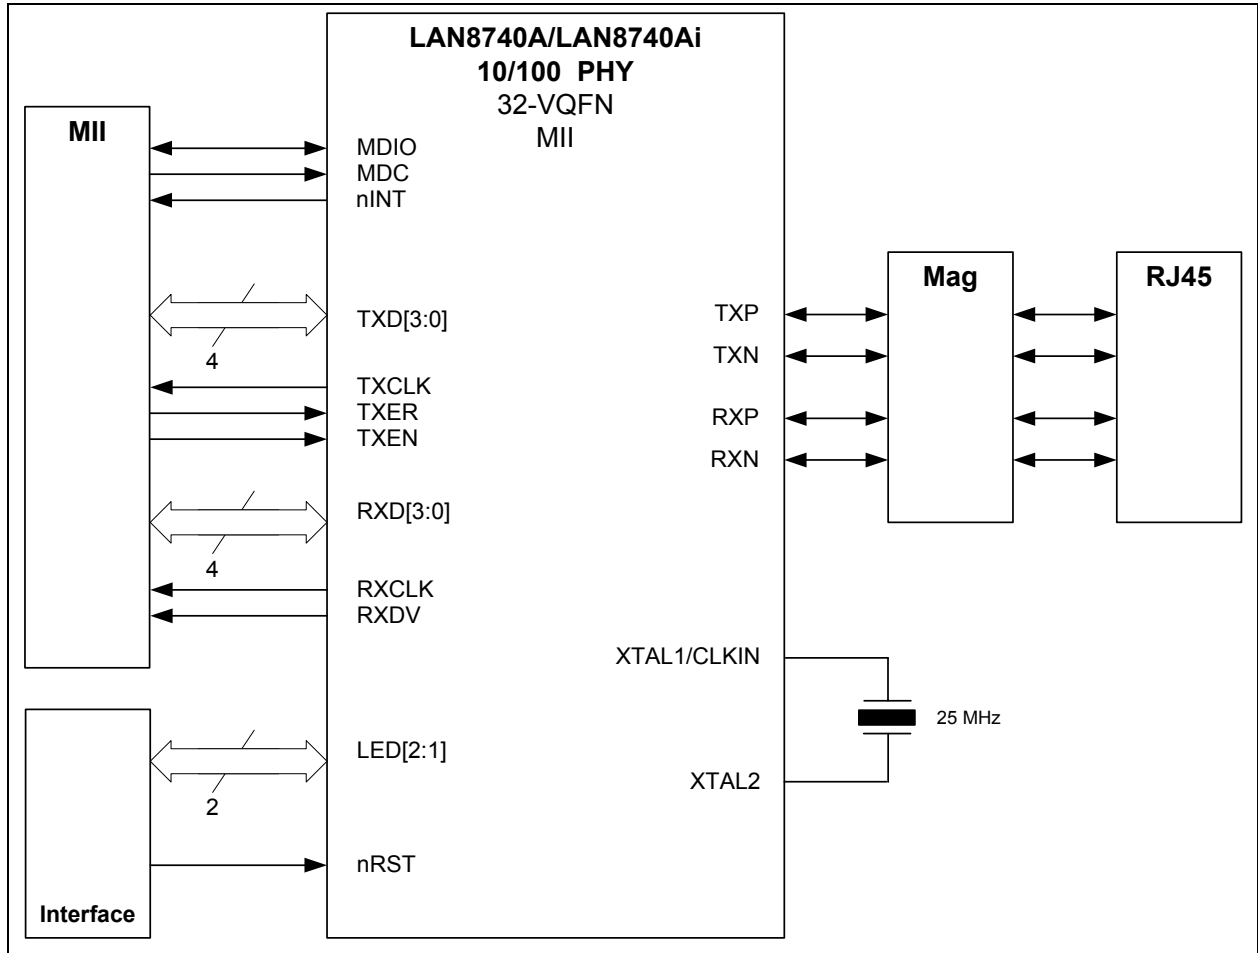 LAN8740A/LAN8740Ai
10/100 PHY
32-VQFN
MII
MII
MDIO
MDC
nINT
TXD[3:0]
4
TXCLK
TXER
TXEN
RXD[3:0]
4
RXCLK
RXDV
TXP
TXN
RXP
RXN
Mag
RJ45
XTAL1/CLKIN
25 MHz
XTAL2
LED[2:1]
2
nRST
Interface